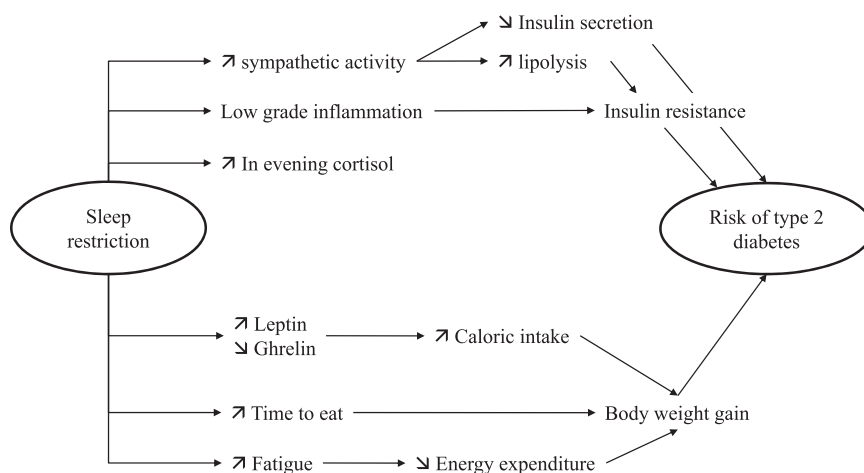 ↘ Insulin secretion
↗ sympathetic activity
↗ lipolysis
Low grade inflammation
Insulin resistance
↗ In evening cortisol
Sleep
restriction
Risk of type 2
diabetes
↗ Leptin
↘ Ghrelin
↗ Caloric intake
↗ Time to eat
Body weight gain
↗ Fatigue
↘ Energy expenditure